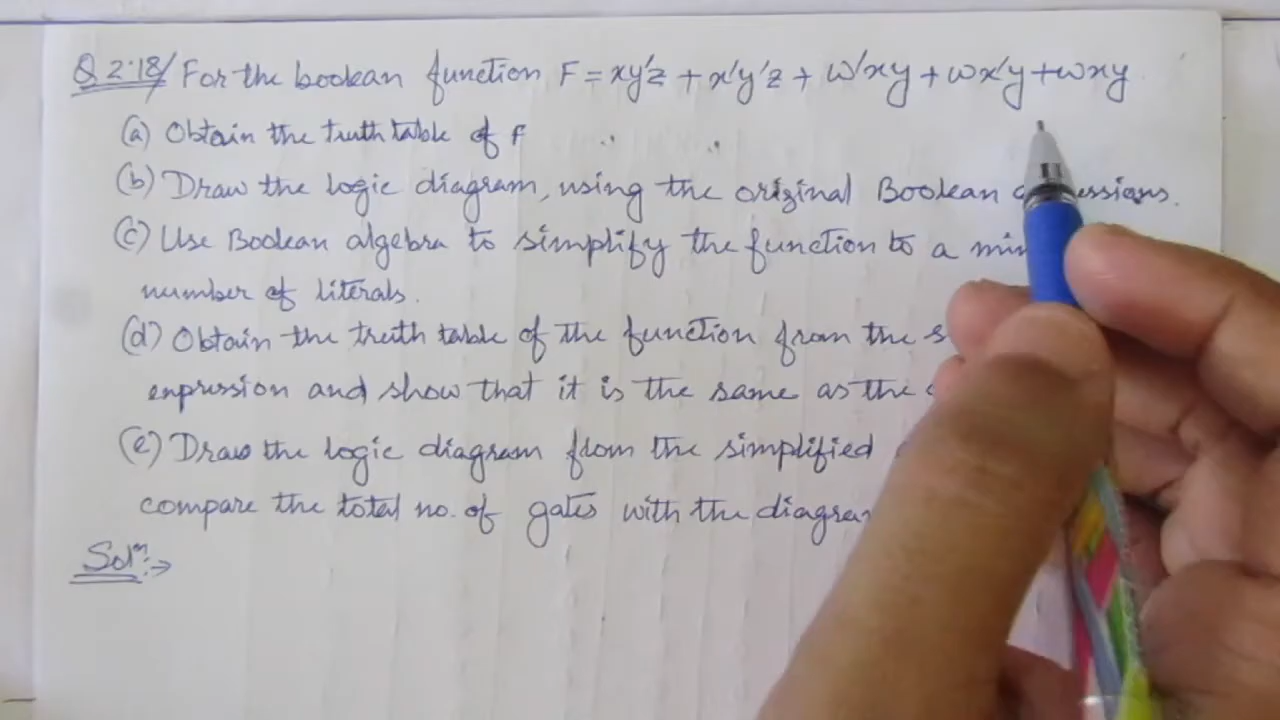 Q 2.18/ For the boolean function F = xy'z + x'y'z + w'xy + wx'y + wxy
(a) Obtain the truth table of F
(b) Draw the logic diagram, using the original Boolean
(c) Use Boolean algebra to simplify the function to a
number of literals.
(d) Obtain the truth table of the function from the
expression and show that it is the same as the
(e) Draw the logic diagram from the simplified
compare the total no. of gates with the
Solⁿ:→